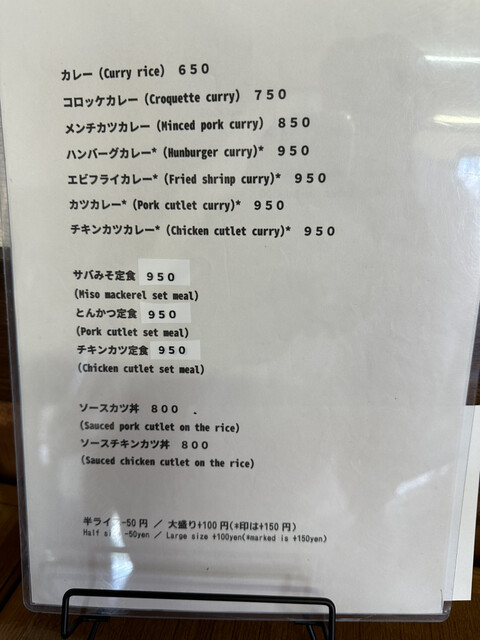 カレー (Curry rice) 650
コロッケカレー (Croquette curry) 750
メンチカツカレー (Minced pork curry) 850
ハンバーグカレー* (Hunburger curry)* 950
エビフライカレー* (Fried shrinp curry)* 950
カツカレー* (Pork cutlet curry)* 950
チキンカツカレー* (Chicken cutlet curry)* 950
サバみそ定食 950
(Miso mackerel set meal)
とんかつ定食 950
(Pork cutlet set meal)
チキンカツ定食 950
(Chicken cutlet set meal)
ソースカツ丼 800 .
(Sauced pork cutlet on the rice)
ソースチキンカツ丼 800
(Sauced chicken cutlet on the rice)
半ライス-50円 / 大盛り+100円(*印は+150円)
Half size -50yen / Large size +100yen(*marked is +150yen)